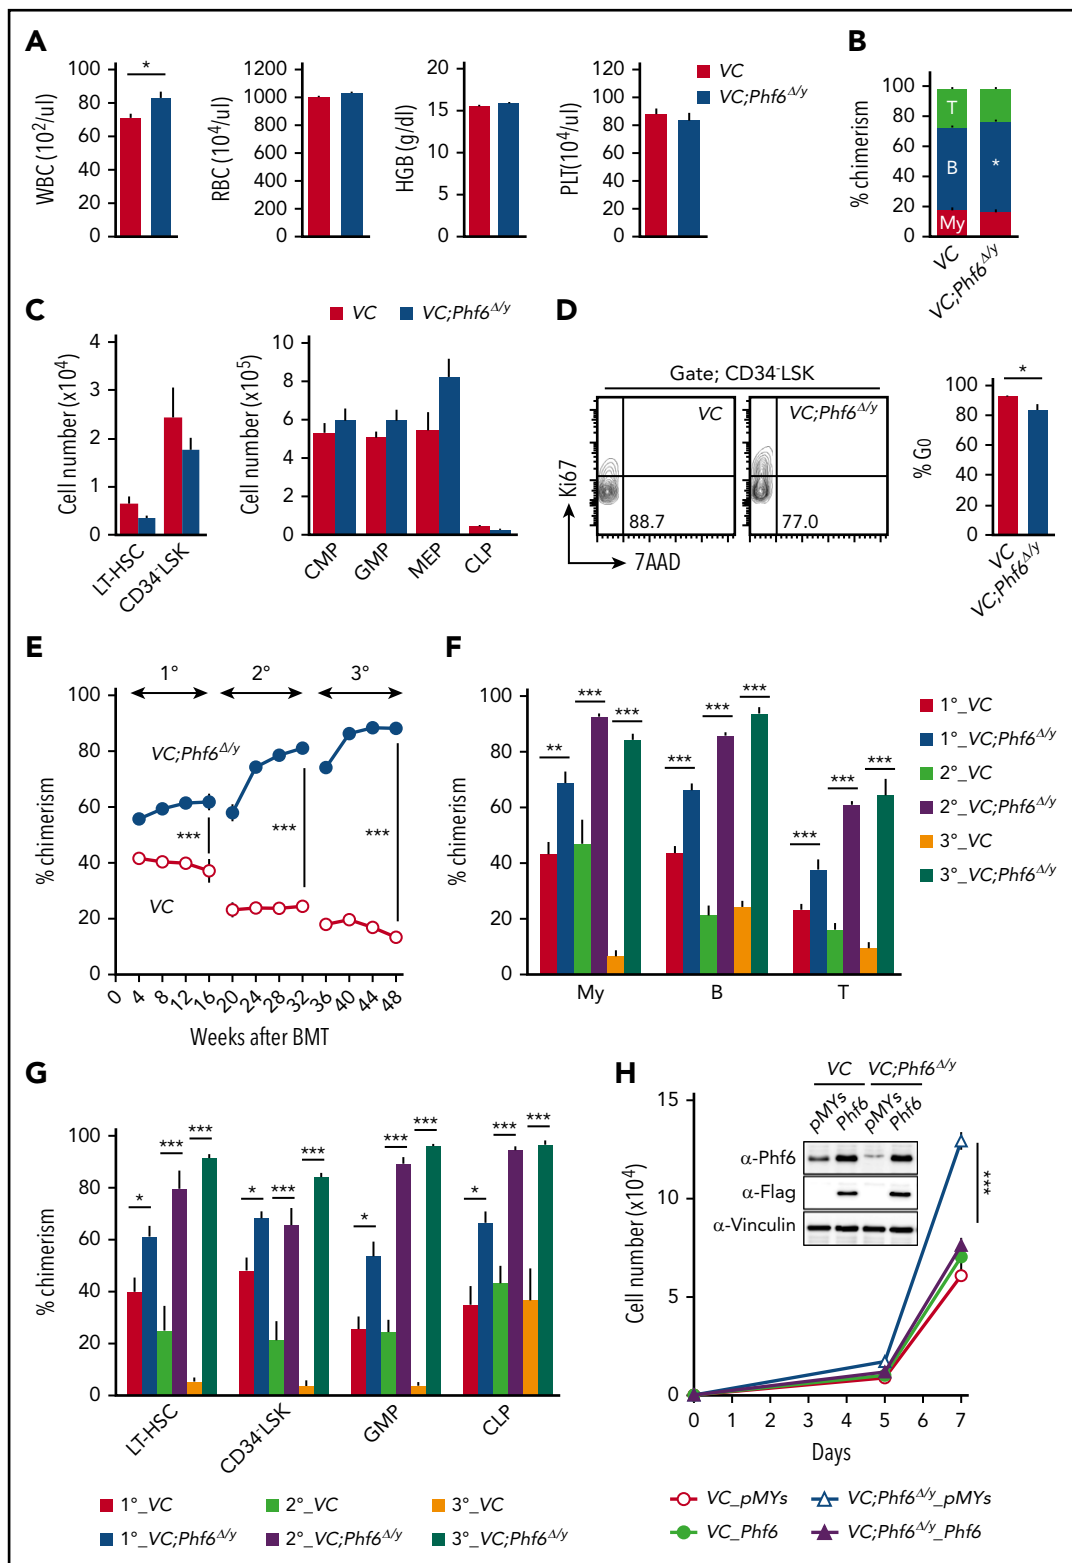 A
WBC (10²/ul)
100
80
60
40
20
0
*
RBC (10⁴/ul)
1200
1000
800
600
400
200
0
HGB (g/dl)
20
15
10
5
0
PLT(10⁴/ul)
120
100
80
60
40
20
0
VC
VC;Phf6Δ/y
B
% chimerism
100
80
60
40
20
0
T
B
My
*
VC
VC;Phf6Δ/y
C
VC
VC;Phf6Δ/y
Cell number (x10⁴)
4
3
2
1
0
LT-HSC
CD34⁻LSK
Cell number (x10⁵)
10
8
6
4
2
0
CMP
GMP
MEP
CLP
D
Gate; CD34⁻LSK
VC
VC;Phf6Δ/y
Ki67
88.7
77.0
7AAD
% Go
100
80
60
40
20
0
*
VC
VC;Phf6Δ/y
E
1° 2° 3°
% chimerism
100
80
60
40
20
0
VC;Phf6Δ/y
VC
***
***
***
0 4 8 12 16 20 24 28 32 36 40 44 48
Weeks after BMT
F
% chimerism
100
80
60
40
20
0
** *** ***
*** *** ***
*** *** ***
My B T
1°_VC
1°_VC;Phf6Δ/y
2°_VC
2°_VC;Phf6Δ/y
3°_VC
3°_VC;Phf6Δ/y
G
% chimerism
100
80
60
40
20
0
* *** ***
* *** ***
* *** ***
* *** ***
LT-HSC
CD34⁻LSK
GMP
CLP
1°_VC 2°_VC 3°_VC
1°_VC;Phf6Δ/y 2°_VC;Phf6Δ/y 3°_VC;Phf6Δ/y
H
Cell number (x10⁴)
15
10
5
0
VC VC;Phf6Δ/y
pMYs Phf6 pMYs Phf6
α-Phf6
α-Flag
α-Vinculin
***
0 1 2 3 4 5 6 7
Days
VC_pMYs VC;Phf6Δ/y_pMYs
VC_Phf6 VC;Phf6Δ/y_Phf6